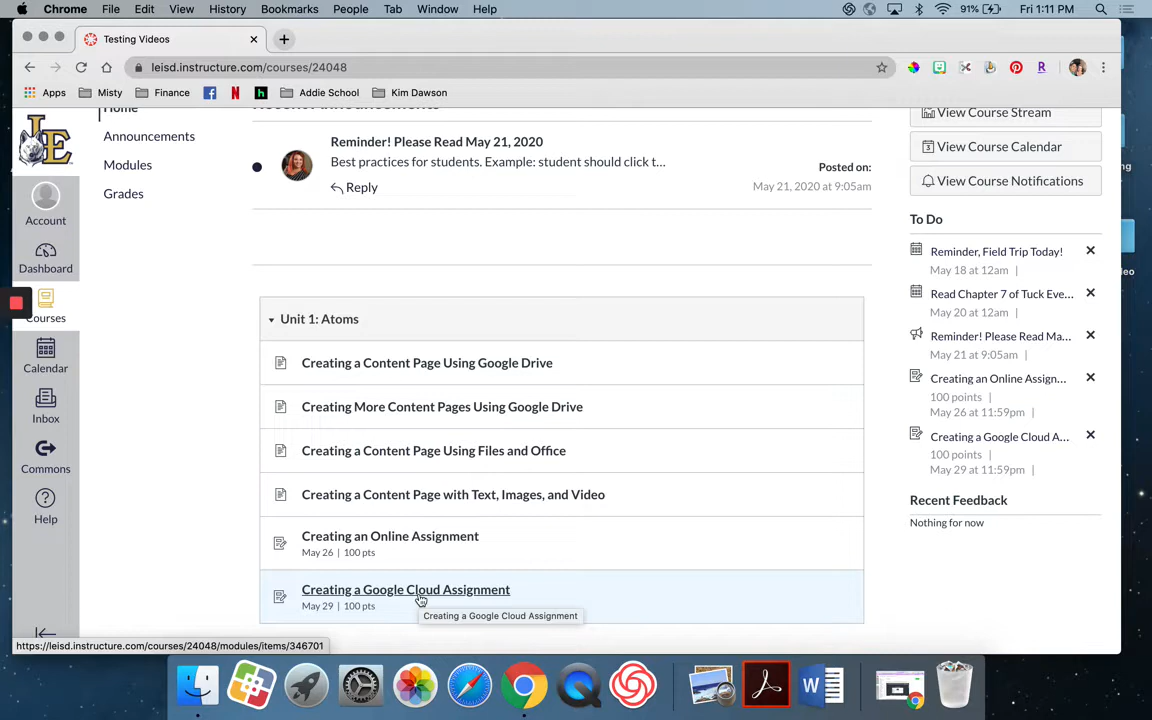 Chrome File Edit View History Bookmarks People Tab Window Help 91% Fri 1:11 PM
Testing Videos
leisd.instructure.com/courses/24048
Apps Misty Finance Addie School Kim Dawson
LE
Account
Dashboard
Courses
Calendar
Inbox
Commons
Help
Home
Announcements
Modules
Grades
Recent Announcements
Reminder! Please Read May 21, 2020
Best practices for students. Example: student should click t...
Reply
Posted on:
May 21, 2020 at 9:05am
Unit 1: Atoms
Creating a Content Page Using Google Drive
Creating More Content Pages Using Google Drive
Creating a Content Page Using Files and Office
Creating a Content Page with Text, Images, and Video
Creating an Online Assignment
May 26 | 100 pts
Creating a Google Cloud Assignment
May 29 | 100 pts
Creating a Google Cloud Assignment
View Course Stream
View Course Calendar
View Course Notifications
To Do
Reminder, Field Trip Today!
May 18 at 12am |
Read Chapter 7 of Tuck Eve...
May 20 at 12am |
Reminder! Please Read Ma...
May 21 at 9:05am |
Creating an Online Assign...
100 points |
May 26 at 11:59pm |
Creating a Google Cloud A...
100 points |
May 29 at 11:59pm |
Recent Feedback
Nothing for now
https://leisd.instructure.com/courses/24048/modules/items/346701